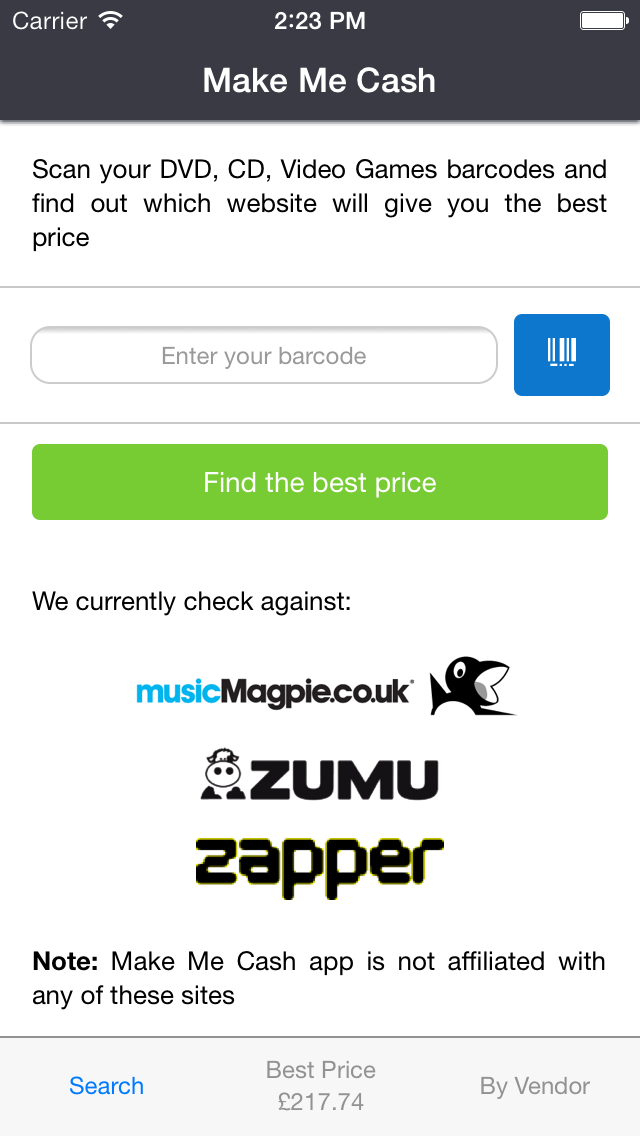 Carrier 2:23 PM
Make Me Cash
Scan your DVD, CD, Video Games barcodes and
find out which website will give you the best
price
Enter your barcode
Find the best price
We currently check against:
musicMagpie.co.uk
ZUMU
zapper
Note: Make Me Cash app is not affiliated with
any of these sites
Search
Best Price
£217.74
By Vendor